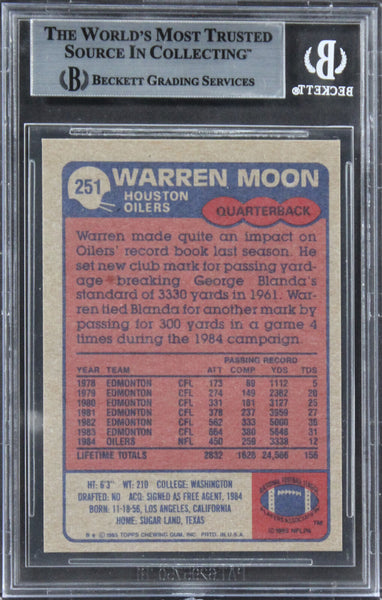 THE WORLD'S MOST TRUSTED
SOURCE IN COLLECTING™
BECKETT GRADING SERVICES
BECKETT
251 WARREN MOON
HOUSTON
OILERS
QUARTERBACK
Warren made quite an impact on
Oilers' record book last season. He
set new club mark for passing yard-
age breaking George Blanda's
standard of 3330 yards in 1961. War-
ren tied Blanda for another mark by
passing for 300 yards in a game 4
times during the 1984 campaign.
PASSING RECORD
YEAR TEAM ATT COMP YDS TDS
1978 EDMONTON CFL 173 89 1112 5
1979 EDMONTON CFL 274 149 2382 20
1980 EDMONTON CFL 331 181 3127 25
1981 EDMONTON CFL 378 237 3959 27
1982 EDMONTON CFL 562 333 5000 36
1983 EDMONTON CFL 664 380 5648 31
1984 OILERS NFL 450 259 3338 12
LIFETIME TOTALS 2832 1628 24,566 156
HT: 6'3" WT: 210 COLLEGE: WASHINGTON
DRAFTED: NO ACQ: SIGNED AS FREE AGENT, 1984
BORN: 11-18-56, LOS ANGELES, CALIFORNIA
HOME: SUGAR LAND, TEXAS
© 1985 TOPPS CHEWING GUM, INC. PRTD. IN U.S.A.
TM
© 1985 NFLPA